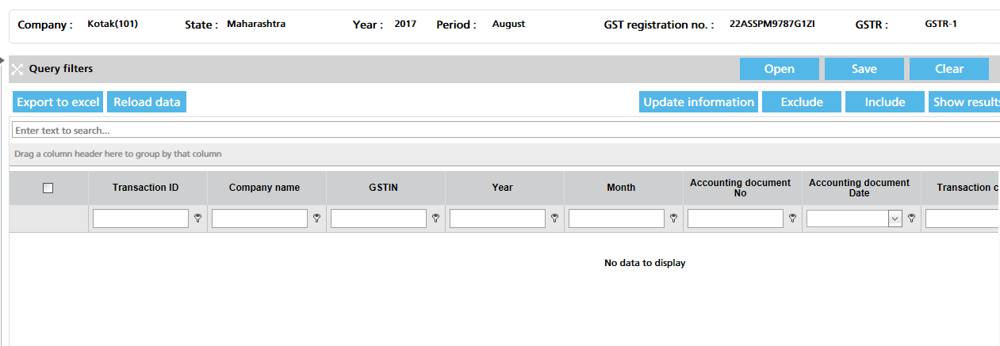 Company : Kotak(101) State : Maharashtra Year : 2017 Period : August GST registration no. : 22ASSPM9787G1ZI GSTR : GSTR-1
Query filters Open Save Clear
Export to excel Reload data Update information Exclude Include Show results
Enter text to search...
Drag a column header here to group by that column
Transaction ID Company name GSTIN Year Month Accounting document No Accounting document Date Transaction c
No data to display